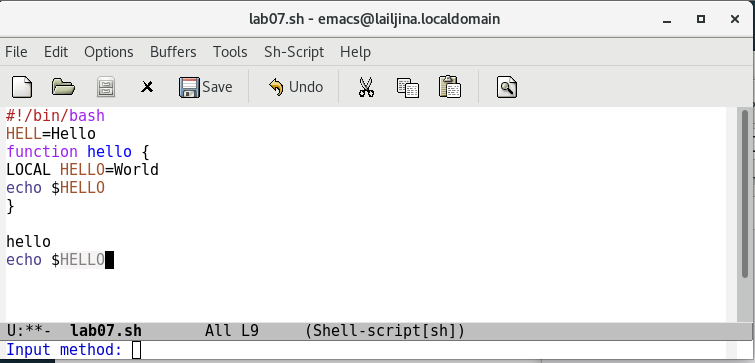 lab07.sh - emacs@lailjina.localdomain
File Edit Options Buffers Tools Sh-Script Help
Save Undo
#!/bin/bash
HELL=Hello
function hello {
LOCAL HELLO=World
echo $HELLO
}
hello
echo $HELLO
U:**- lab07.sh All L9 (Shell-script[sh])
Input method: